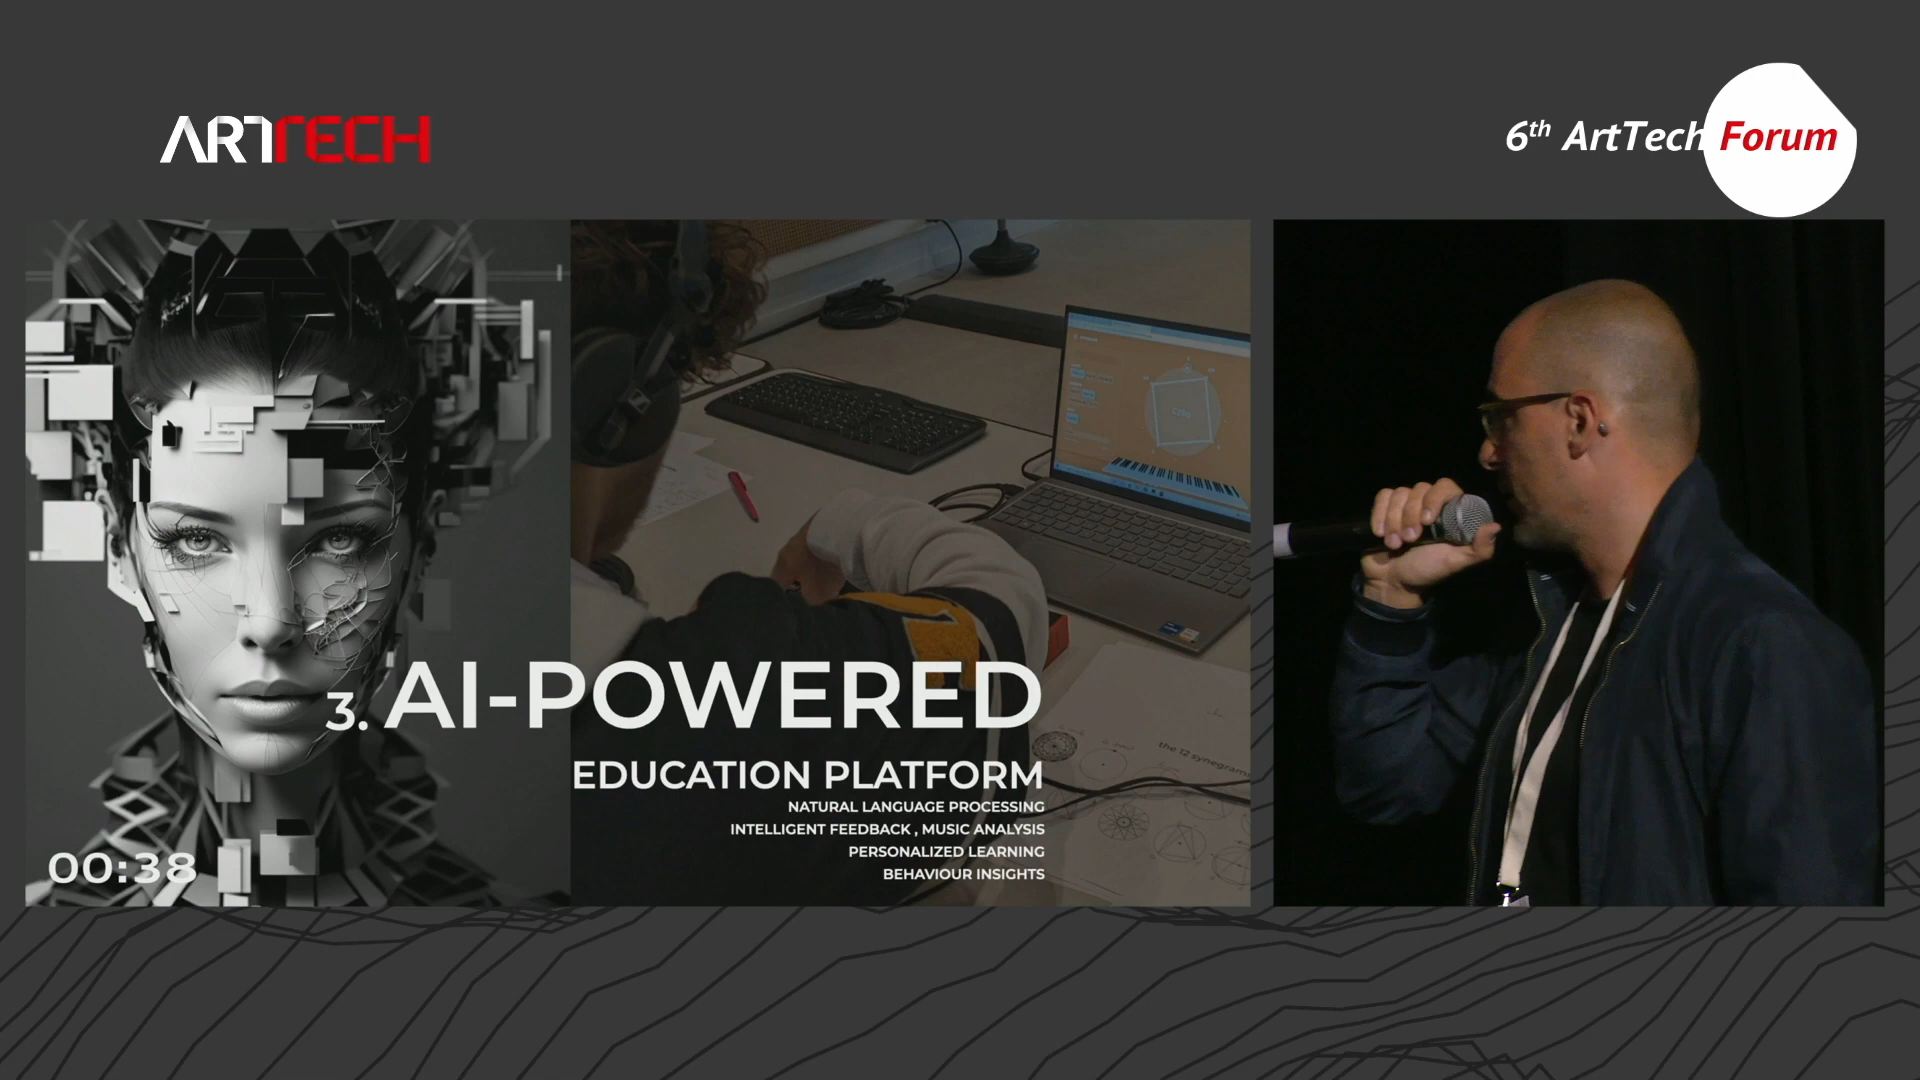 ARTTECH
6th ArtTech Forum
3. AI-POWERED
EDUCATION PLATFORM
NATURAL LANGUAGE PROCESSING
INTELLIGENT FEEDBACK , MUSIC ANALYSIS
PERSONALIZED LEARNING
BEHAVIOUR INSIGHTS
00:38
the 12 synegrams